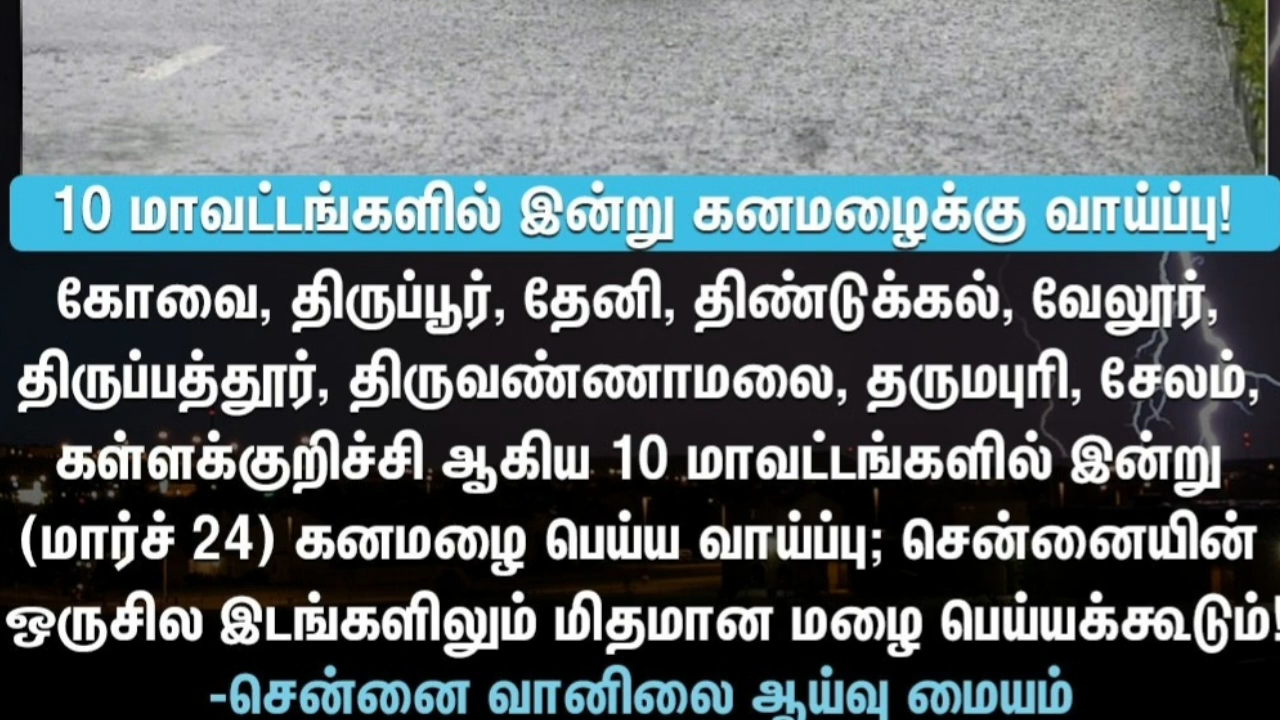 10 மாவட்டங்களில் இன்று கனமழைக்கு வாய்ப்பு!
கோவை, திருப்பூர், தேனி, திண்டுக்கல், வேலூர்,
திருப்பத்தூர், திருவண்ணாமலை, தருமபுரி, சேலம்,
கள்ளக்குறிச்சி ஆகிய 10 மாவட்டங்களில் இன்று
(மார்ச் 24) கனமழை பெய்ய வாய்ப்பு; சென்னையின்
ஒருசில இடங்களிலும் மிதமான மழை பெய்யக்கூடும்!
-சென்னை வானிலை ஆய்வு மையம்